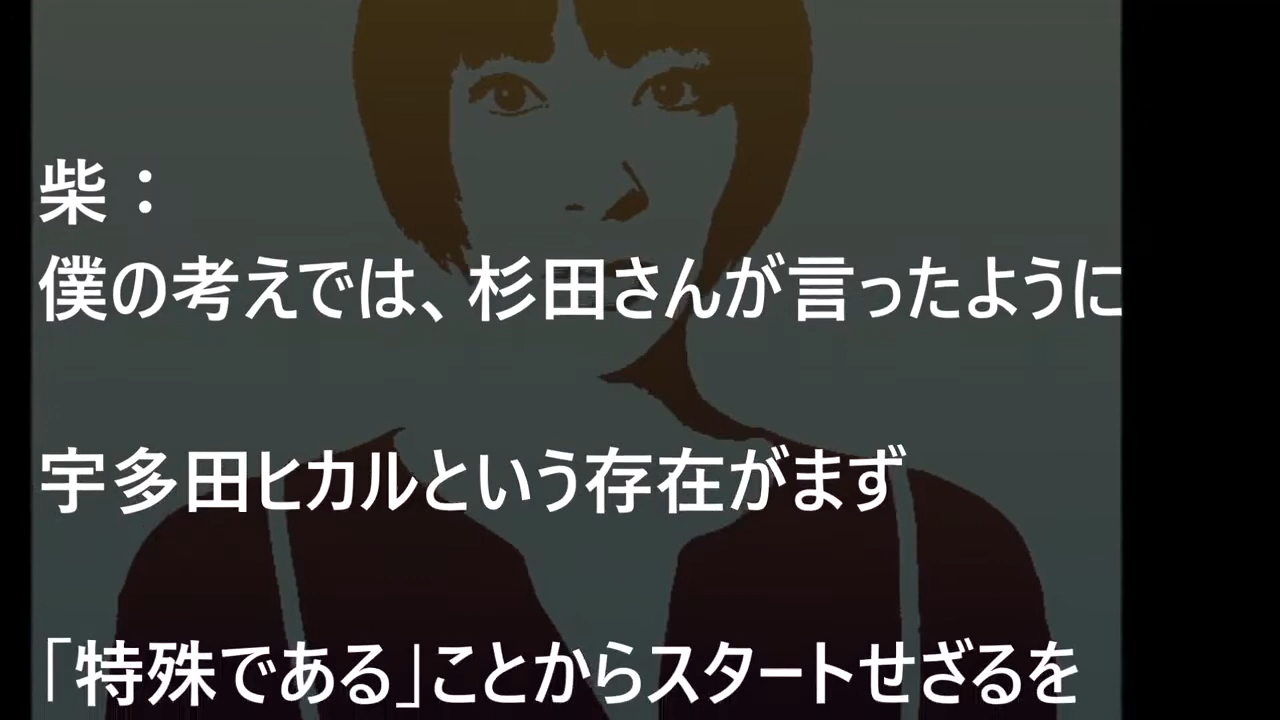 柴：
僕の考えでは、杉田さんが言ったように
宇多田ヒカルという存在がまず
「特殊である」ことからスタートせざるを